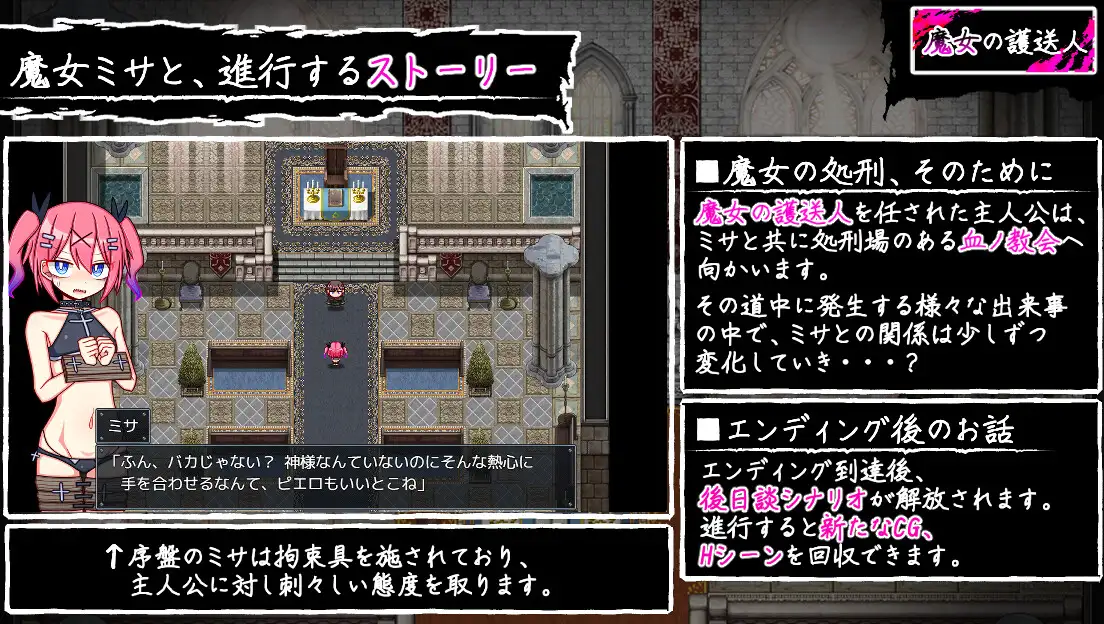 魔女の護送人
魔女ミサと、進行するストーリー
ミサ
「ふん、バカじゃない？ 神様なんていないのにそんな熱心に
手を合わせるなんて、ピエロもいいとこね」
↑序盤のミサは拘束具を施されており、
主人公に対し刺々しい態度を取ります。
■魔女の処刑、そのために
魔女の護送人を任された主人公は、
ミサと共に処刑場のある血ノ教会へ
向かいます。
その道中に発生する様々な出来事
の中で、ミサとの関係は少しずつ
変化していき・・・？
■エンディング後のお話
エンディング到達後、
後日談シナリオが解放されます。
進行すると新たなCG、
Hシーンを回収できます。